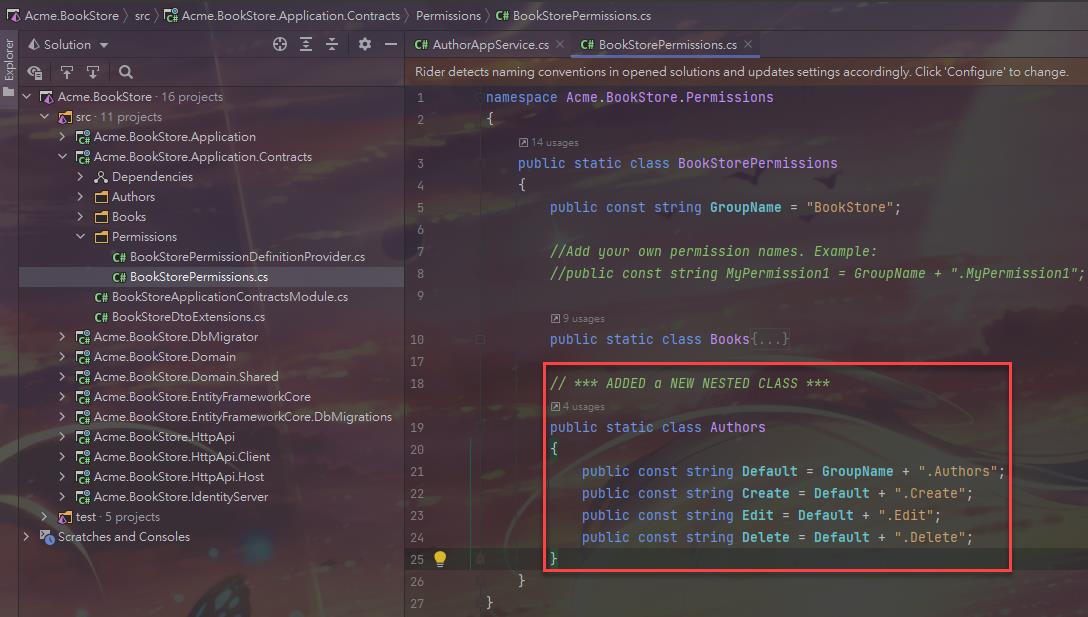 Acme.BookStore
src
Acme.BookStore.Application.Contracts
Permissions
BookStorePermissions.cs
Explorer
Solution
AuthorAppService.cs
BookStorePermissions.cs
Rider detects naming conventions in opened solutions and updates settings accordingly. Click 'Configure' to change.
Acme.BookStore · 16 projects
src · 11 projects
Acme.BookStore.Application
Acme.BookStore.Application.Contracts
Dependencies
Authors
Books
Permissions
BookStorePermissionDefinitionProvider.cs
BookStorePermissions.cs
BookStoreApplicationContractsModule.cs
BookStoreDtoExtensions.cs
Acme.BookStore.DbMigrator
Acme.BookStore.Domain
Acme.BookStore.Domain.Shared
Acme.BookStore.EntityFrameworkCore
Acme.BookStore.EntityFrameworkCore.DbMigrations
Acme.BookStore.HttpApi
Acme.BookStore.HttpApi.Client
Acme.BookStore.HttpApi.Host
Acme.BookStore.IdentityServer
test · 5 projects
Scratches and Consoles
1 namespace Acme.BookStore.Permissions
2 {
14 usages
3 public static class BookStorePermissions
4 {
5 public const string GroupName = "BookStore";
6
7 //Add your own permission names. Example:
8 //public const string MyPermission1 = GroupName + ".MyPermission1";
9
9 usages
10 public static class Books{...}
17
18 // *** ADDED a NEW NESTED CLASS ***
4 usages
19 public static class Authors
20 {
21 public const string Default = GroupName + ".Authors";
22 public const string Create = Default + ".Create";
23 public const string Edit = Default + ".Edit";
24 public const string Delete = Default + ".Delete";
25 }
26 }
27 }